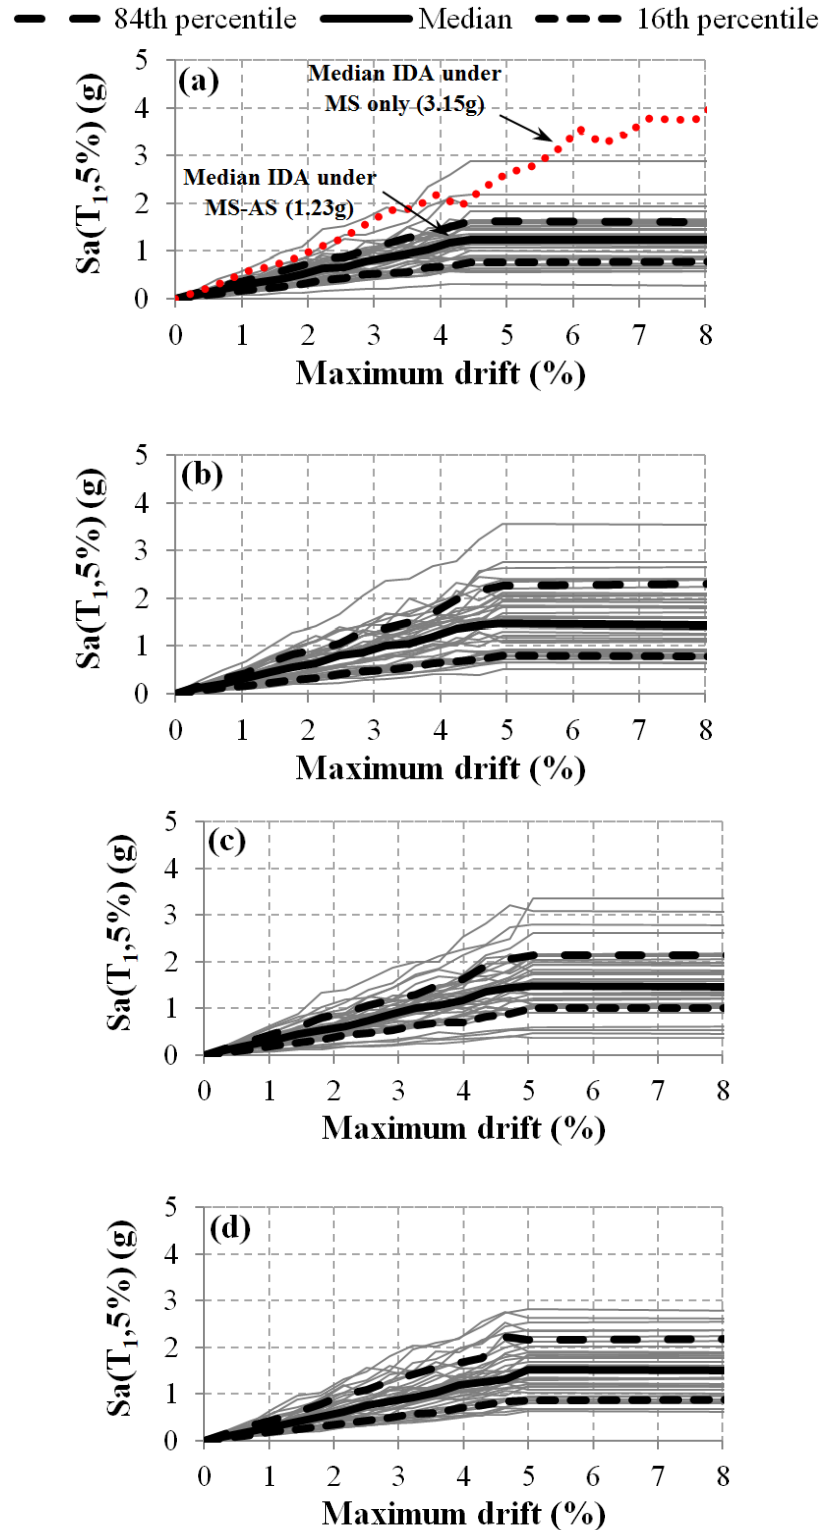 84th percentile Median 16th percentile
(a)
Median IDA under
MS only (3.15g)
Median IDA under
MS-AS (1.23g)
Sa(T1,5%) (g)
5
4
3
2
1
0
0 1 2 3 4 5 6 7 8
Maximum drift (%)
(b)
Sa(T1,5%) (g)
5
4
3
2
1
0
0 1 2 3 4 5 6 7 8
Maximum drift (%)
(c)
Sa(T1,5%) (g)
5
4
3
2
1
0
0 1 2 3 4 5 6 7 8
Maximum drift (%)
(d)
Sa(T1,5%) (g)
5
4
3
2
1
0
0 1 2 3 4 5 6 7 8
Maximum drift (%)